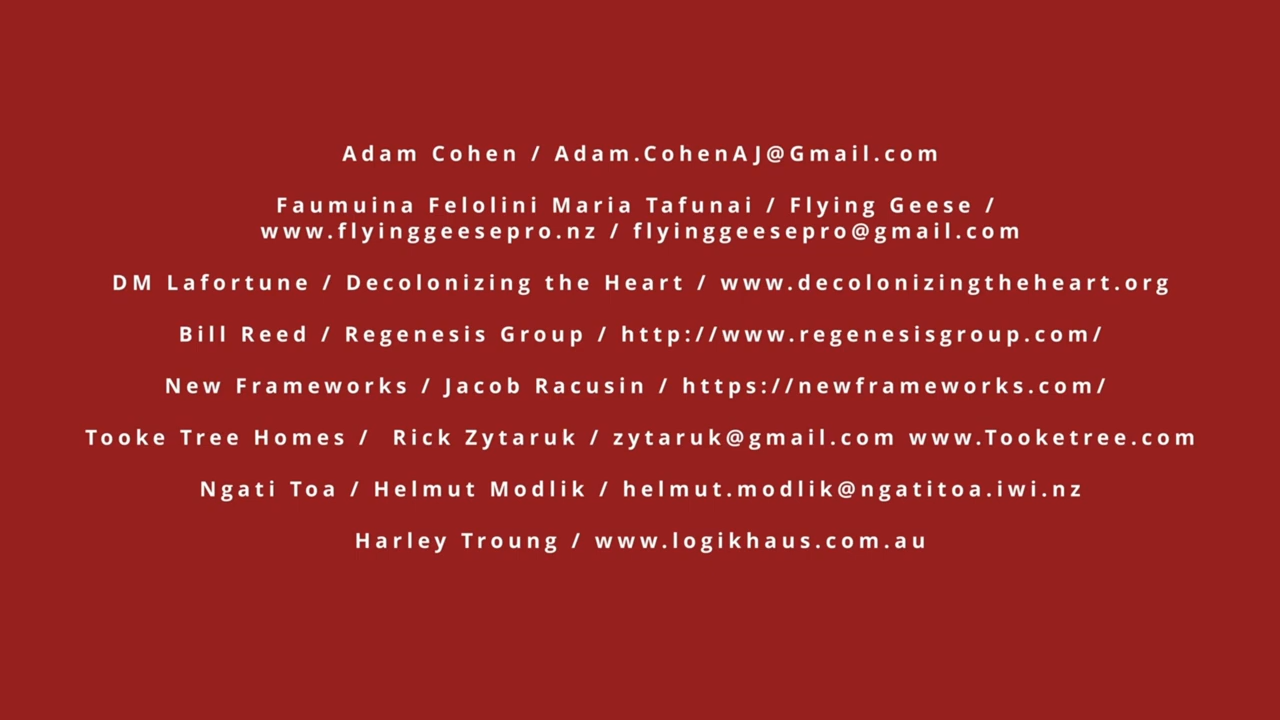 Adam Cohen / Adam.CohenAJ@Gmail.com
Faumuina Felolini Maria Tafunai / Flying Geese /
www.flyinggeesepro.nz / flyinggeesepro@gmail.com
DM Lafortune / Decolonizing the Heart / www.decolonizingtheheart.org
Bill Reed / Regenesis Group / http://www.regenesisgroup.com/
New Frameworks / Jacob Racusin / https://newframeworks.com/
Tooke Tree Homes /  Rick Zytaruk / zytaruk@gmail.com www.Tooketree.com
Ngati Toa / Helmut Modlik / helmut.modlik@ngatitoa.iwi.nz
Harley Troung / www.logikhaus.com.au